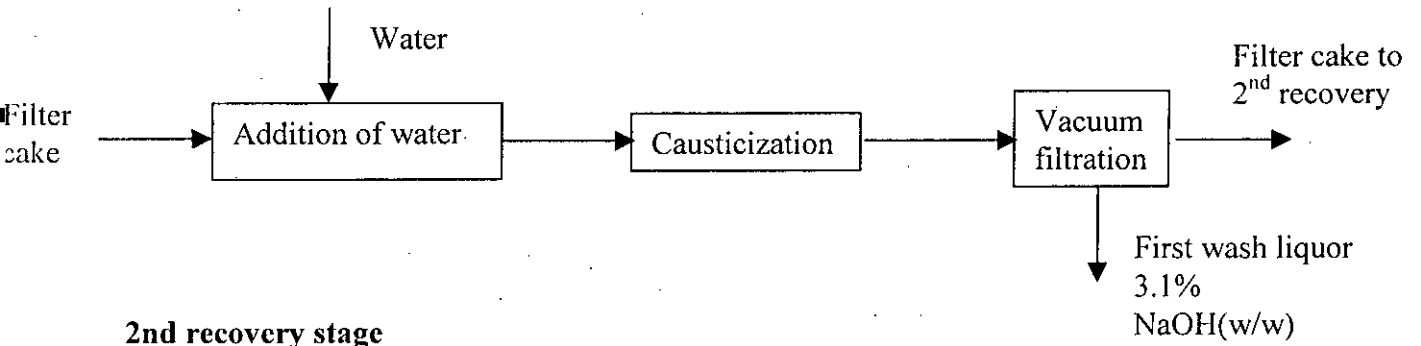 Water
Filter cake to
2nd recovery
Filter
cake
Addition of water
Causticization
Vacuum
filtration
First wash liquor
3.1%
NaOH(w/w)
2nd recovery stage